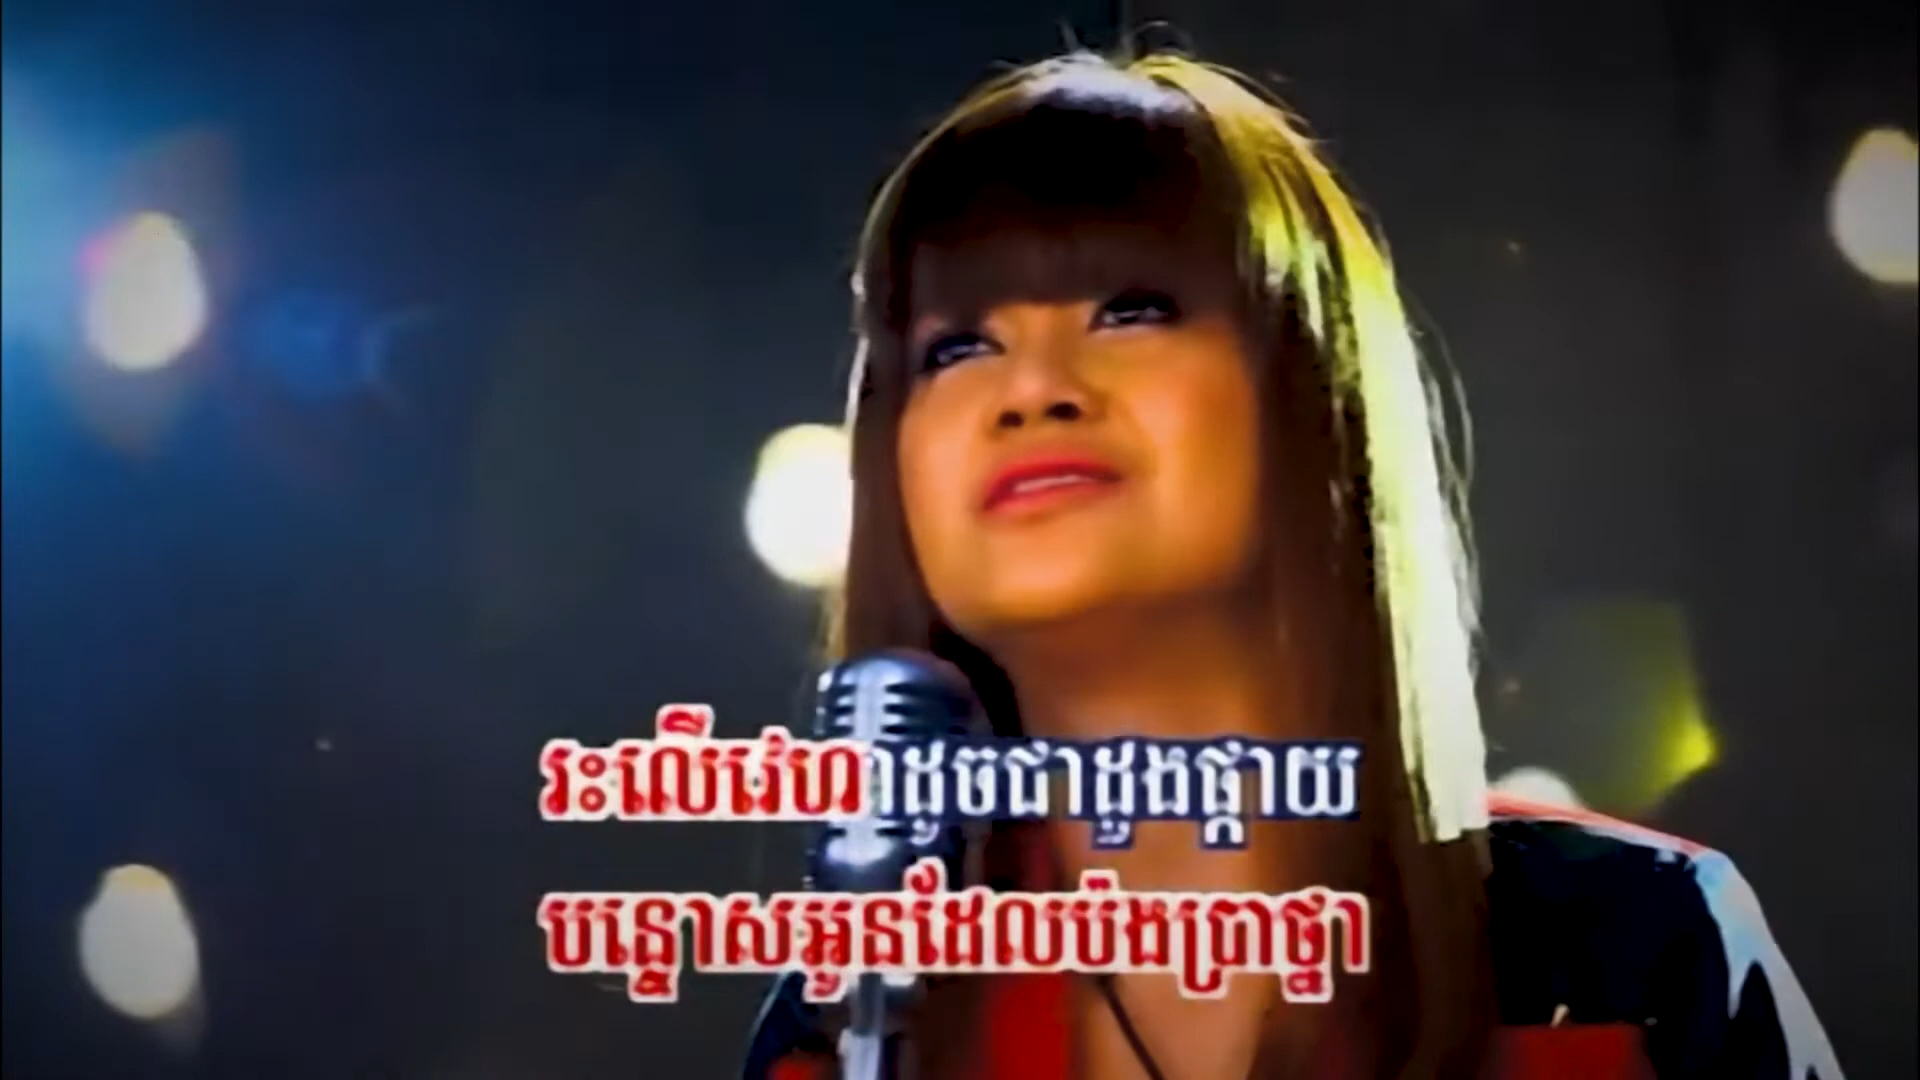 រះលើវេហាដូចជាដួងផ្កាយ
បន្ទោសអូនដែលប៉ងប្រាថ្នា